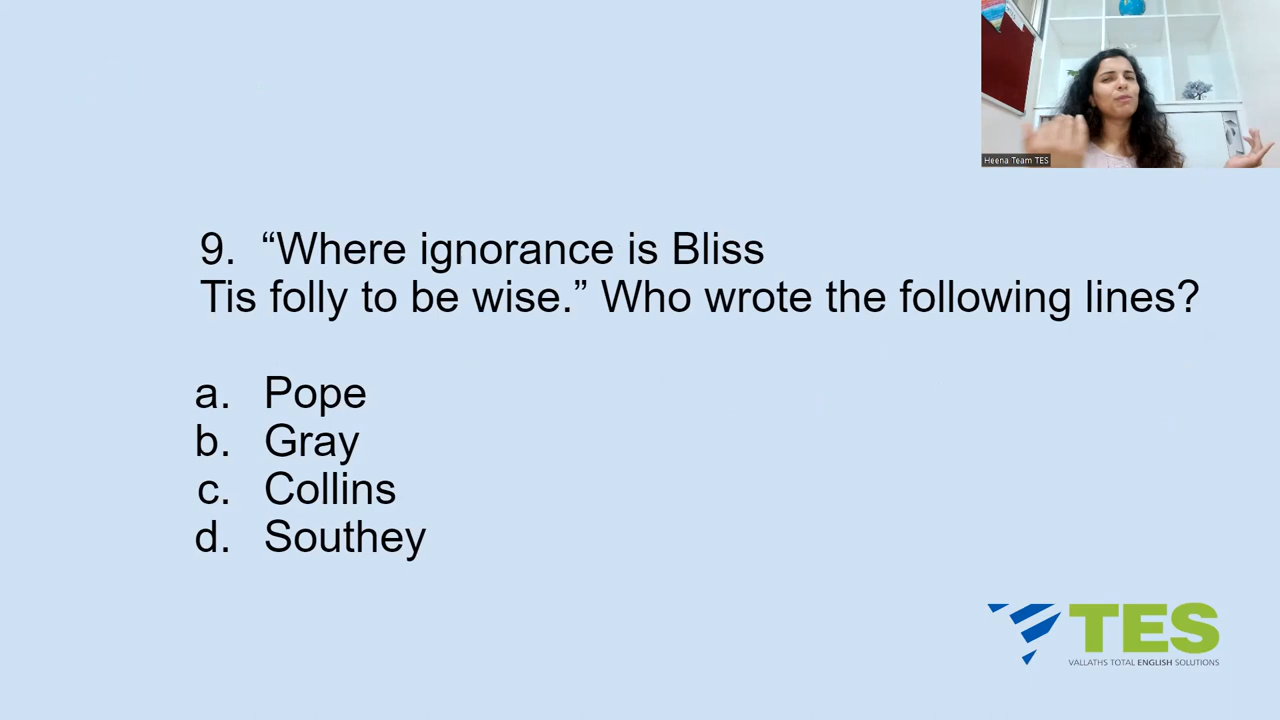 Heena Team TES
9. “Where ignorance is Bliss
Tis folly to be wise.” Who wrote the following lines?
a. Pope
b. Gray
c. Collins
d. Southey
TES
VALLATHS TOTAL ENGLISH SOLUTIONS